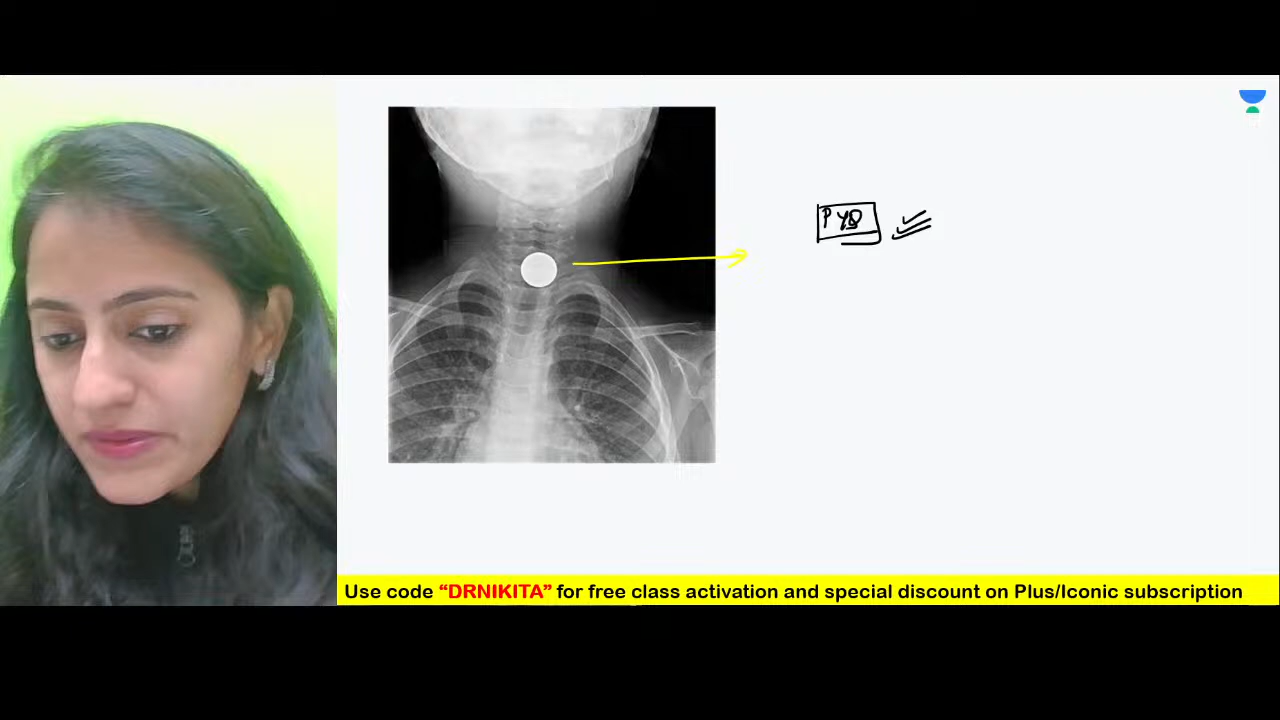 PYQ
Use code “DRNIKITA” for free class activation and special discount on Plus/Iconic subscription